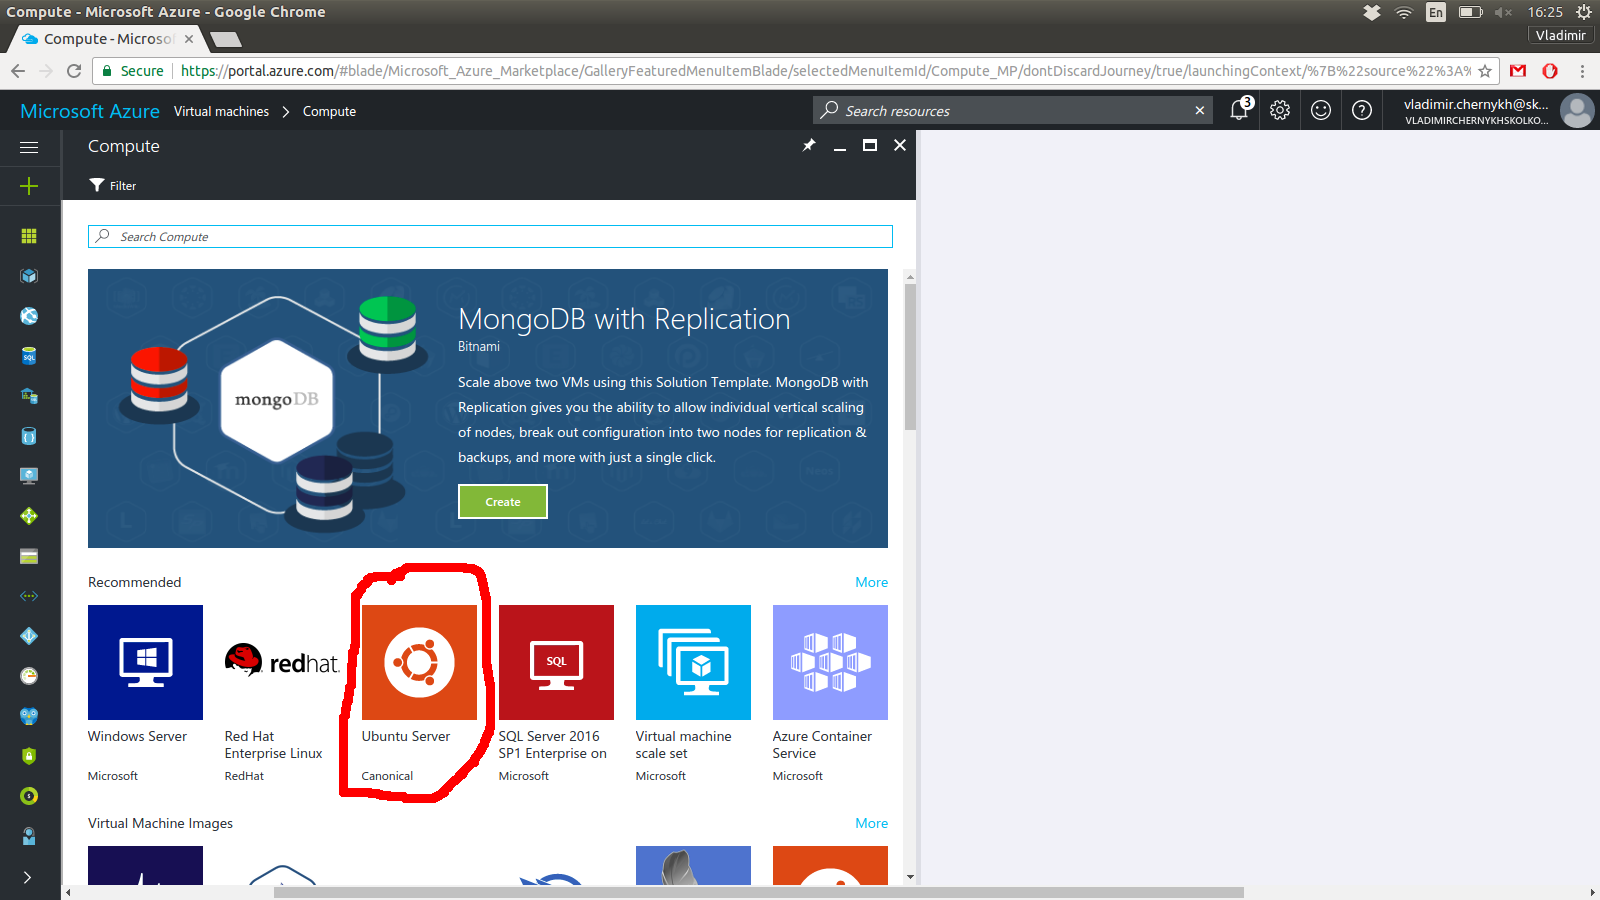 Compute - Microsoft Azure - Google Chrome
En
16:25
Compute - Microsof
Vladimir
Secure
https://portal.azure.com/#blade/Microsoft_Azure_Marketplace/GalleryFeaturedMenuItemBlade/selectedMenuItemId/Compute_MP/dontDiscardJourney/true/launchingContext/%7B%22source%22%3A%
Microsoft Azure
Virtual machines
Compute
Search resources
3
vladimir.chernykh@sk...
VLADIMIRCHERNYKHSKOLKO...
Compute
Filter
Search Compute
mongoDB
MongoDB with Replication
Bitnami
Scale above two VMs using this Solution Template. MongoDB with
Replication gives you the ability to allow individual vertical scaling
of nodes, break out configuration into two nodes for replication &
backups, and more with just a single click.
Create
Recommended
More
redhat.
SQL
Windows Server
Microsoft
Red Hat
Enterprise Linux
RedHat
Ubuntu Server
Canonical
SQL Server 2016
SP1 Enterprise on
Microsoft
Virtual machine
scale set
Microsoft
Azure Container
Service
Microsoft
Virtual Machine Images
More
SQL